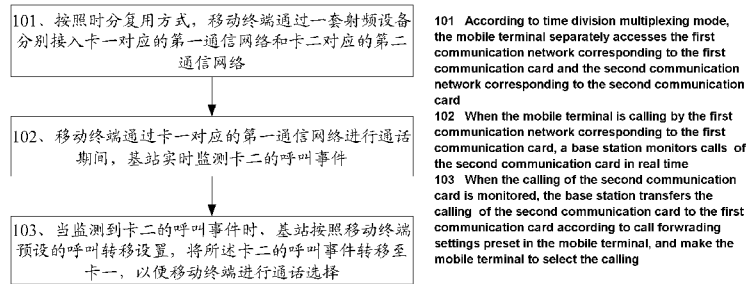 101、按照时分复用方式，移动终端通过一套射频设备
分别接入卡一对应的第一通信网络和卡二对应的第二
通信网络
102、移动终端通过卡一对应的第一通信网络进行通话
期间，基站实时监测卡二的呼叫事件
103、当监测到卡二的呼叫事件时、基站按照移动终端
预设的呼叫转移设置，将所述卡二的呼叫事件转移至
卡一，以便移动终端进行通话选择
101 According to time division multiplexing mode,
the mobile terminal separately accesses the first
communication network corresponding to the first
communication card and the second communication
network corresponding to the second communication
card
102 When the mobile terminal is calling by the first
communication network corresponding to the first
communication card, a base station monitors calls of
the second communication card in real time
103 When the calling of the second communication
card is monitored, the base station transfers the
calling of the second communication card to the first
communication card according to call forwrading
settings preset in the mobile terminal, and make the
mobile terminal to select the calling